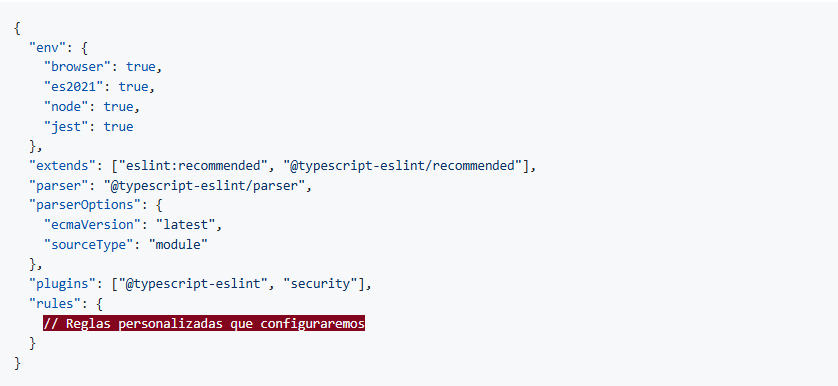 {
  "env": {
    "browser": true,
    "es2021": true,
    "node": true,
    "jest": true
  },
  "extends": ["eslint:recommended", "@typescript-eslint/recommended"],
  "parser": "@typescript-eslint/parser",
  "parserOptions": {
    "ecmaVersion": "latest",
    "sourceType": "module"
  },
  "plugins": ["@typescript-eslint", "security"],
  "rules": {
    // Reglas personalizadas que configuraremos
  }
}